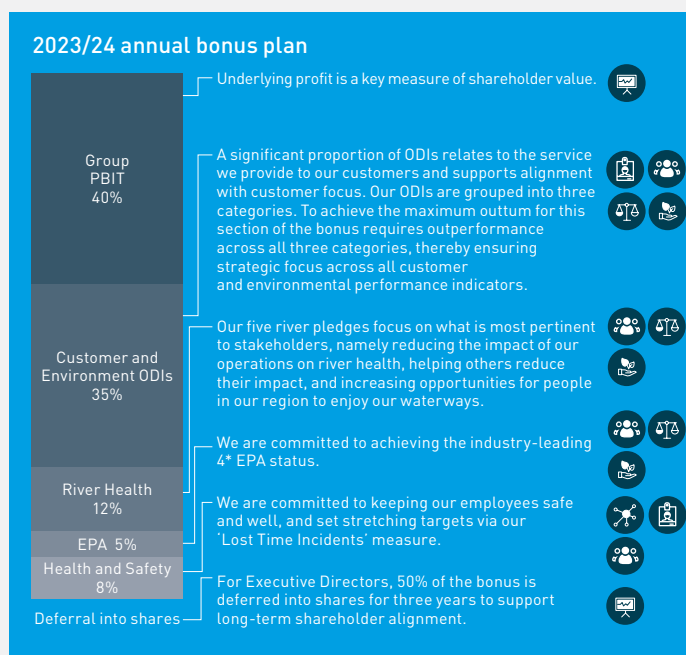 2023/24 annual bonus plan
Group
PBIT
40%
Underlying profit is a key measure of shareholder value.
A significant proportion of ODIs relates to the service
we provide to our customers and supports alignment
with customer focus. Our ODIs are grouped into three
categories. To achieve the maximum outturn for this
section of the bonus requires outperformance
across all three categories, thereby ensuring
strategic focus across all customer
and environmental performance indicators.
Customer and
Environment ODIs
35%
Our five river pledges focus on what is most pertinent
to stakeholders, namely reducing the impact of our
operations on river health, helping others reduce
their impact, and increasing opportunities for people
in our region to enjoy our waterways.
River Health
12%
We are committed to achieving the industry-leading
4* EPA status.
EPA 5%
We are committed to keeping our employees safe
and well, and set stretching targets via our
‘Lost Time Incidents’ measure.
Health and Safety
8%
Deferral into shares
For Executive Directors, 50% of the bonus is
deferred into shares for three years to support
long-term shareholder alignment.